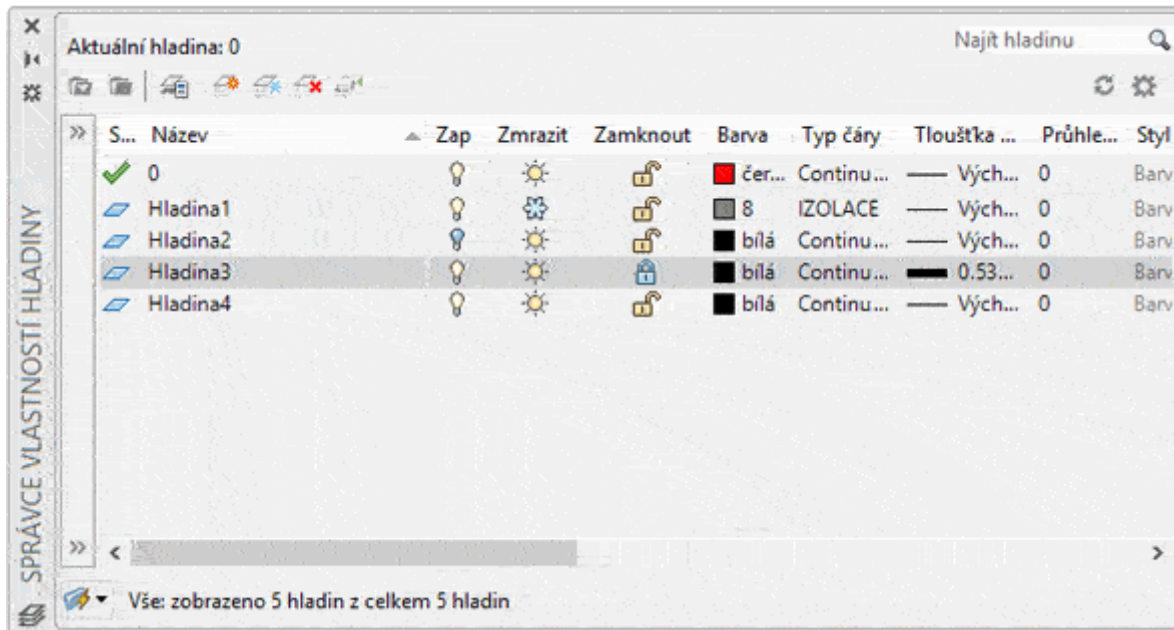 Aktuální hladina: 0
Najít hladinu
S... Název Zap Zmrazit Zamknout Barva Typ čáry Tloušťka ... Průhle... Styl
0 čer... Continu... Vých... 0 Barv
Hladina1 8 IZOLACE Vých... 0 Barv
Hladina2 bílá Continu... Vých... 0 Barv
Hladina3 bílá Continu... 0.53... 0 Barv
Hladina4 bílá Continu... Vých... 0 Barv
SPRÁVCE VLASTNOSTÍ HLADINY
Vše: zobrazeno 5 hladin z celkem 5 hladin